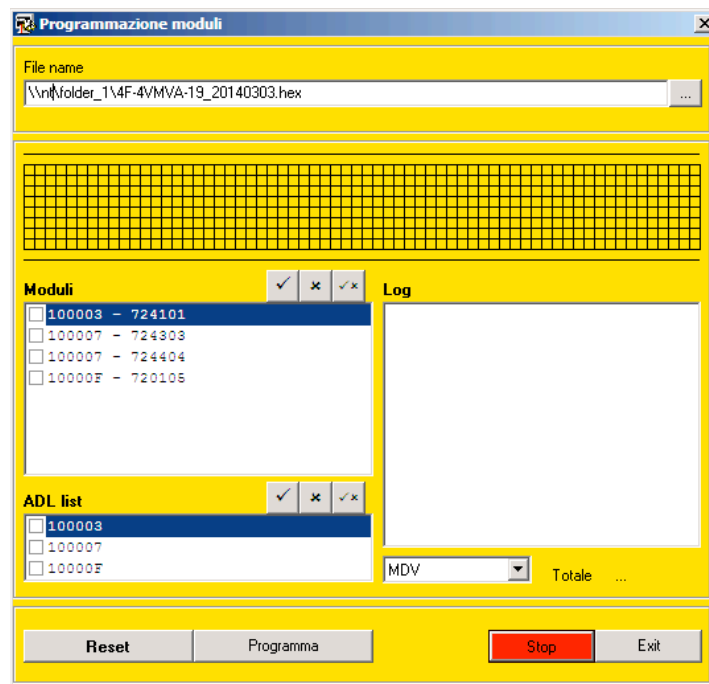 Programmazione moduli
File name
\\nt\folder_1\4F-4VMVA-19_20140303.hex
...
Moduli
Log
100003 - 724101
100007 - 724303
100007 - 724404
10000F - 720105
ADL list
100003
100007
10000F
MDV
Totale ...
Reset
Programma
Stop
Exit